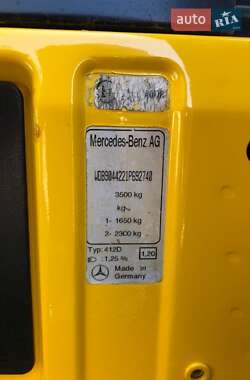 AUTO RIA
Mercedes-Benz AG
WDB9044221P692740
3500 kg
kg
1- 1650 kg
2- 2300 kg
Typ: 412D
1,25 % 1,20
Made in
Germany